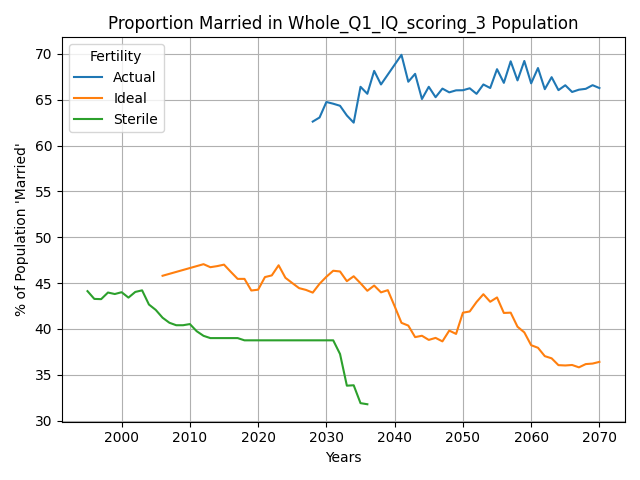 Proportion Married in Whole_Q1_IQ_scoring_3 Population
Fertility
Actual
Ideal
Sterile
% of Population 'Married'
70
65
60
55
50
45
40
35
30
2000
2010
2020
2030
2040
2050
2060
2070
Years